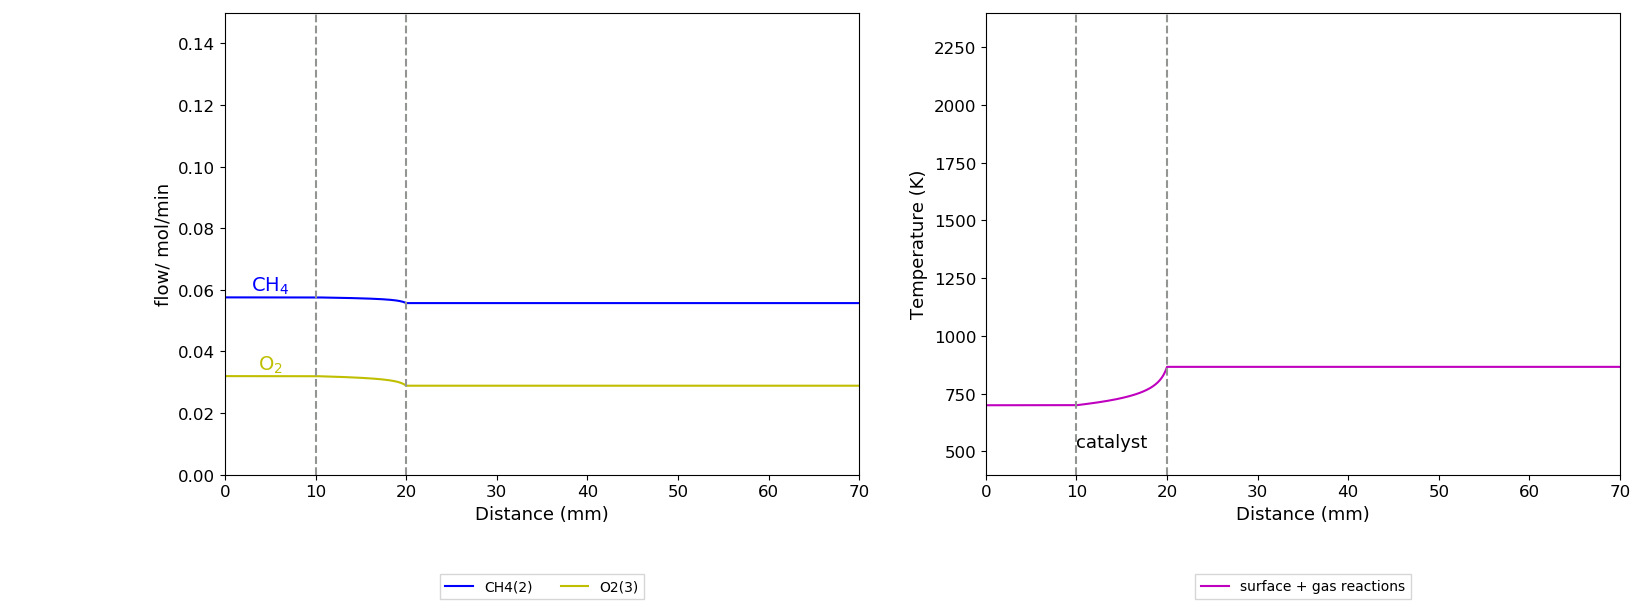 0.14
0.12
0.10
0.08
0.06
0.04
0.02
0.00
flow/ mol/min
CH₄
O₂
0 10 20 30 40 50 60 70
Distance (mm)
CH4(2) O2(3)
2250
2000
1750
1500
1250
1000
750
500
Temperature (K)
catalyst
0 10 20 30 40 50 60 70
Distance (mm)
surface + gas reactions